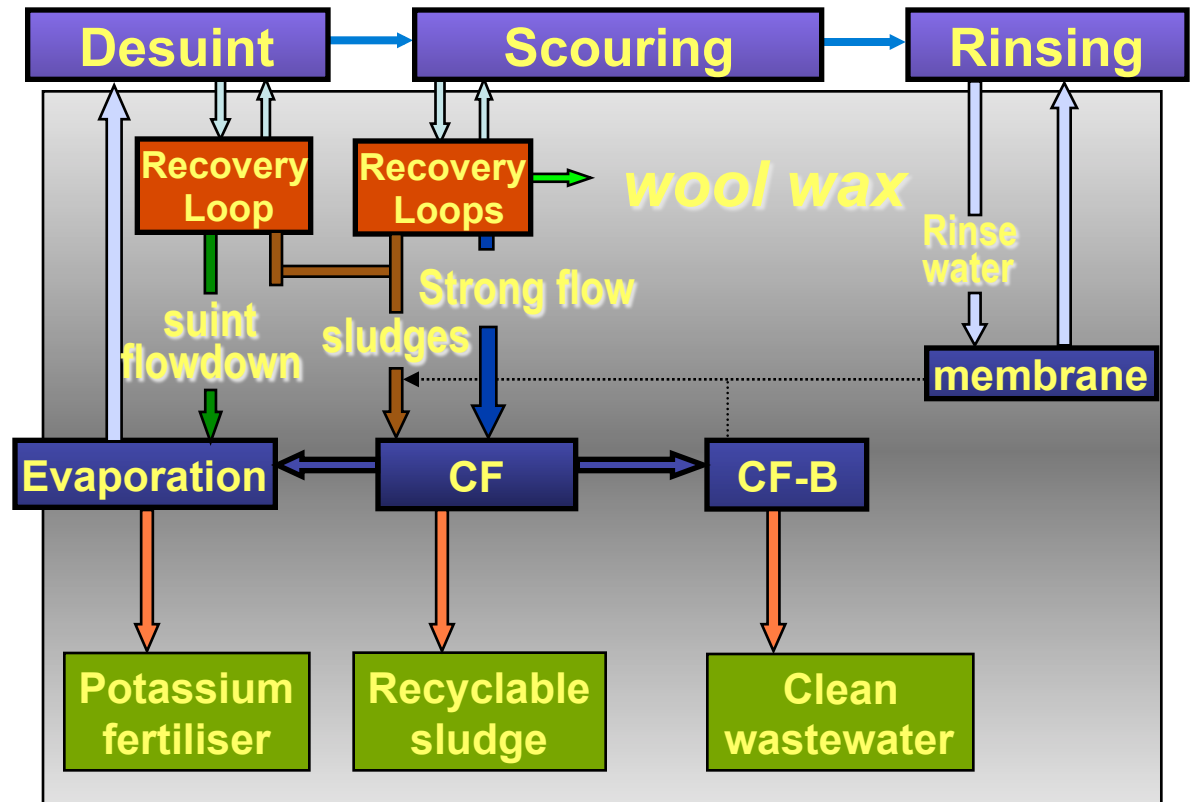 Desuint
Scouring
Rinsing
Recovery
Loop
Recovery
Loops
wool wax
Rinse
water
Strong flow
suint
flowdown
sludges
membrane
Evaporation
CF
CF-B
Potassium
fertiliser
Recyclable
sludge
Clean
wastewater